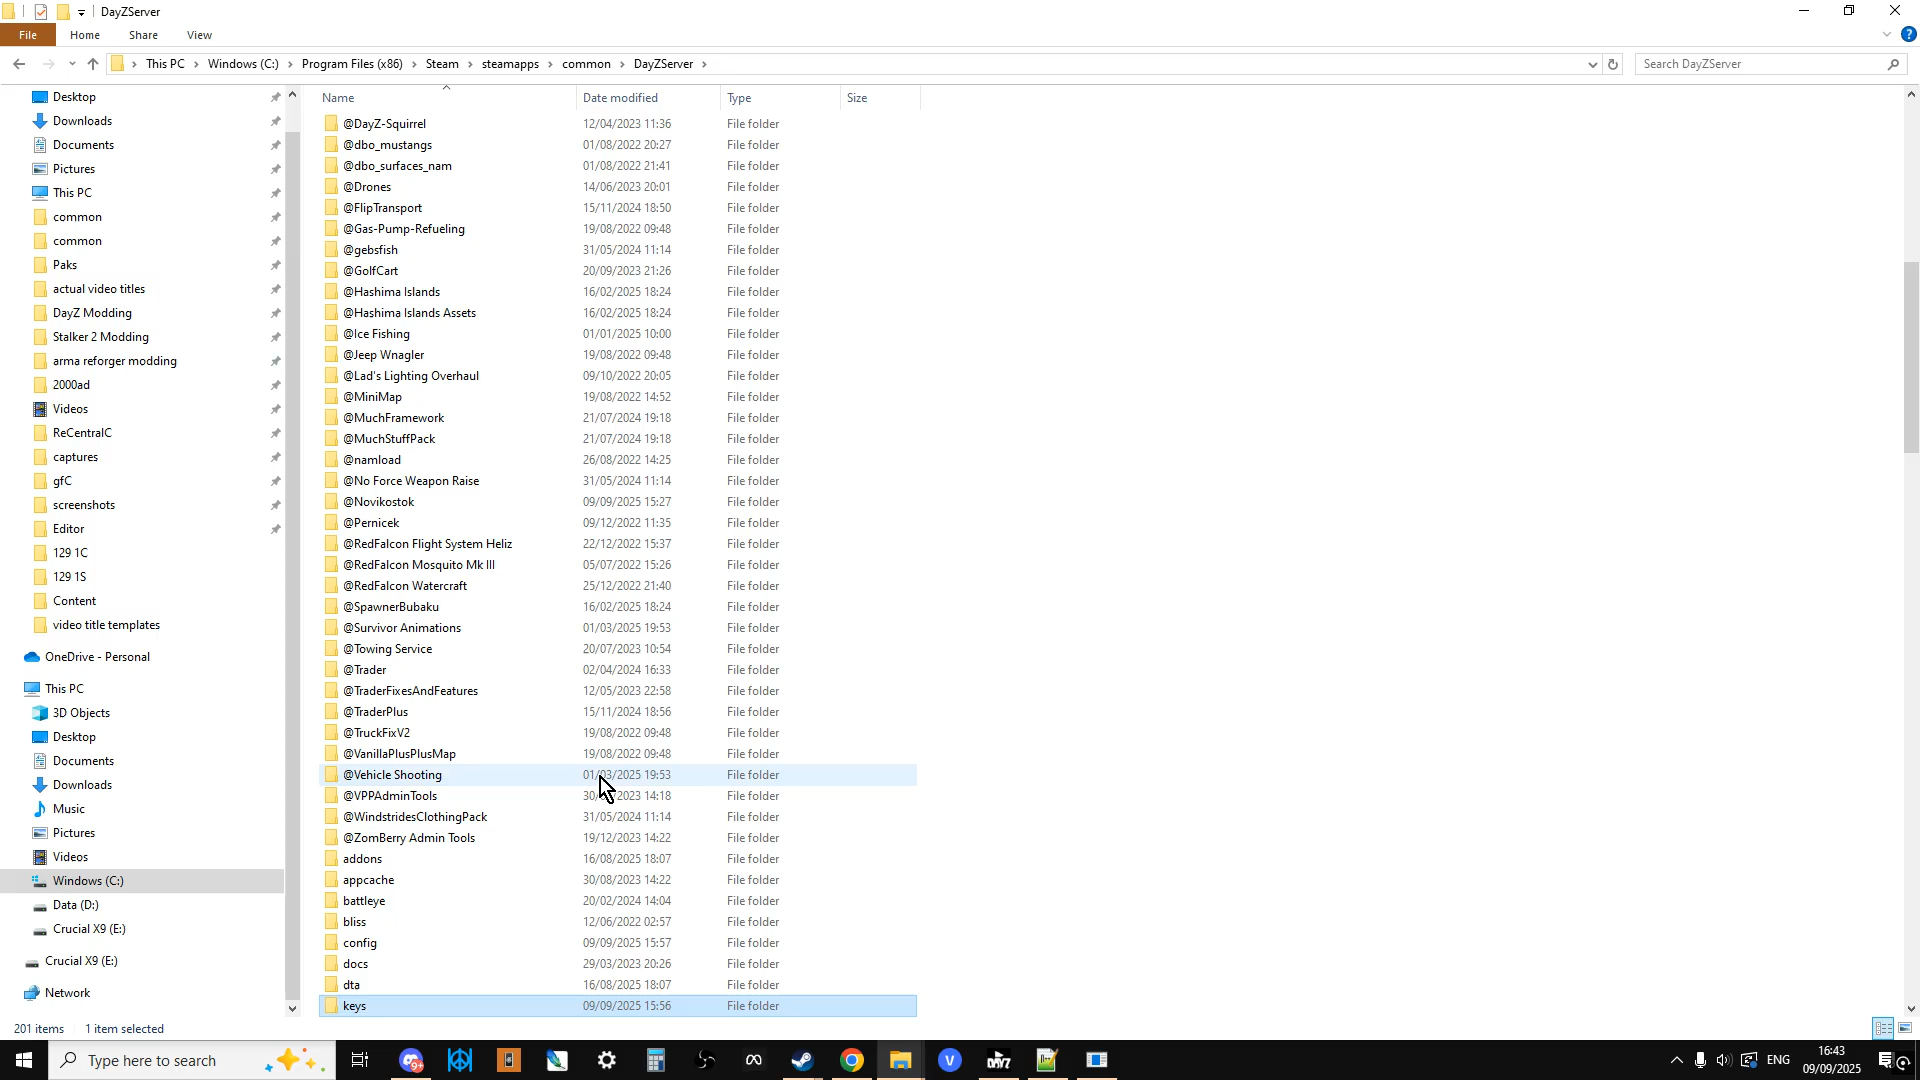 DayZServer
File
Home
Share
View
This PC
Windows (C:)
Program Files (x86)
Steam
steamapps
common
DayZServer
Search DayZServer
Name
Date modified
Type
Size
Desktop
Downloads
Documents
Pictures
This PC
common
common
Paks
actual video titles
DayZ Modding
Stalker 2 Modding
arma reforger modding
2000ad
Videos
ReCentralC
captures
gfC
screenshots
Editor
129 1C
129 1S
Content
video title templates
OneDrive - Personal
This PC
3D Objects
Desktop
Documents
Downloads
Music
Pictures
Videos
Windows (C:)
Data (D:)
Crucial X9 (E:)
Crucial X9 (E:)
Network
@DayZ-Squirrel 12/04/2023 11:36 File folder
@dbo_mustangs 01/08/2022 20:27 File folder
@dbo_surfaces_nam 01/08/2022 21:41 File folder
@Drones 14/06/2023 20:01 File folder
@FlipTransport 15/11/2024 18:50 File folder
@Gas-Pump-Refueling 19/08/2022 09:48 File folder
@gebsfish 31/05/2024 11:14 File folder
@GolfCart 20/09/2023 21:26 File folder
@Hashima Islands 16/02/2025 18:24 File folder
@Hashima Islands Assets 16/02/2025 18:24 File folder
@Ice Fishing 01/01/2025 10:00 File folder
@Jeep Wnagler 19/08/2022 09:48 File folder
@Lad's Lighting Overhaul 09/10/2022 20:05 File folder
@MiniMap 19/08/2022 14:52 File folder
@MuchFramework 21/07/2024 19:18 File folder
@MuchStuffPack 21/07/2024 19:18 File folder
@namload 26/08/2022 14:25 File folder
@No Force Weapon Raise 31/05/2024 11:14 File folder
@Novikostok 09/09/2025 15:27 File folder
@Pernicek 09/12/2022 11:35 File folder
@RedFalcon Flight System Heliz 22/12/2022 15:37 File folder
@RedFalcon Mosquito Mk III 05/07/2022 15:26 File folder
@RedFalcon Watercraft 25/12/2022 21:40 File folder
@SpawnerBubaku 16/02/2025 18:24 File folder
@Survivor Animations 01/03/2025 19:53 File folder
@Towing Service 20/07/2023 10:54 File folder
@Trader 02/04/2024 16:33 File folder
@TraderFixesAndFeatures 12/05/2023 22:58 File folder
@TraderPlus 15/11/2024 18:56 File folder
@TruckFixV2 19/08/2022 09:48 File folder
@VanillaPlusPlusMap 19/08/2022 09:48 File folder
@Vehicle Shooting 01/03/2025 19:53 File folder
@VPPAdminTools 2023 14:18 File folder
@WindstridesClothingPack 31/05/2024 11:14 File folder
@ZomBerry Admin Tools 19/12/2023 14:22 File folder
addons 16/08/2025 18:07 File folder
appcache 30/08/2023 14:22 File folder
battleye 20/02/2024 14:04 File folder
bliss 12/06/2022 02:57 File folder
config 09/09/2025 15:57 File folder
docs 29/03/2023 20:26 File folder
dta 16/08/2025 18:07 File folder
keys 09/09/2025 15:56 File folder
201 items
1 item selected
Type here to search
ENG
16:43
09/09/2025